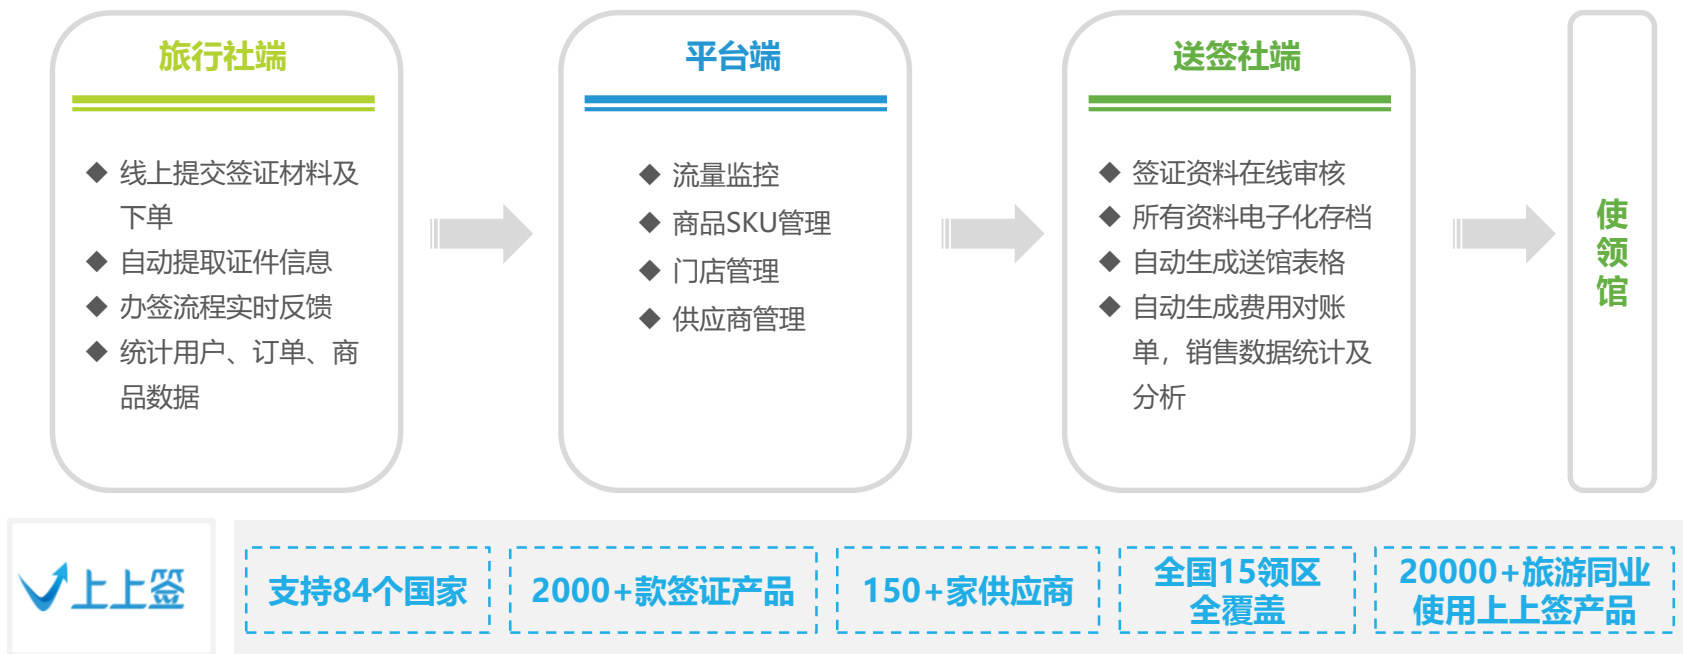 旅行社端
线上提交签证材料及
下单
自动提取证件信息
办签流程实时反馈
统计用户、订单、商
品数据
平台端
流量监控
商品SKU管理
门店管理
供应商管理
送签社端
签证资料在线审核
所有资料电子化存档
自动生成送馆表格
自动生成费用对账
单，销售数据统计及
分析
使
领
馆
上上签
支持84个国家
2000+款签证产品
150+家供应商
全国15领区
全覆盖
20000+旅游同业
使用上上签产品